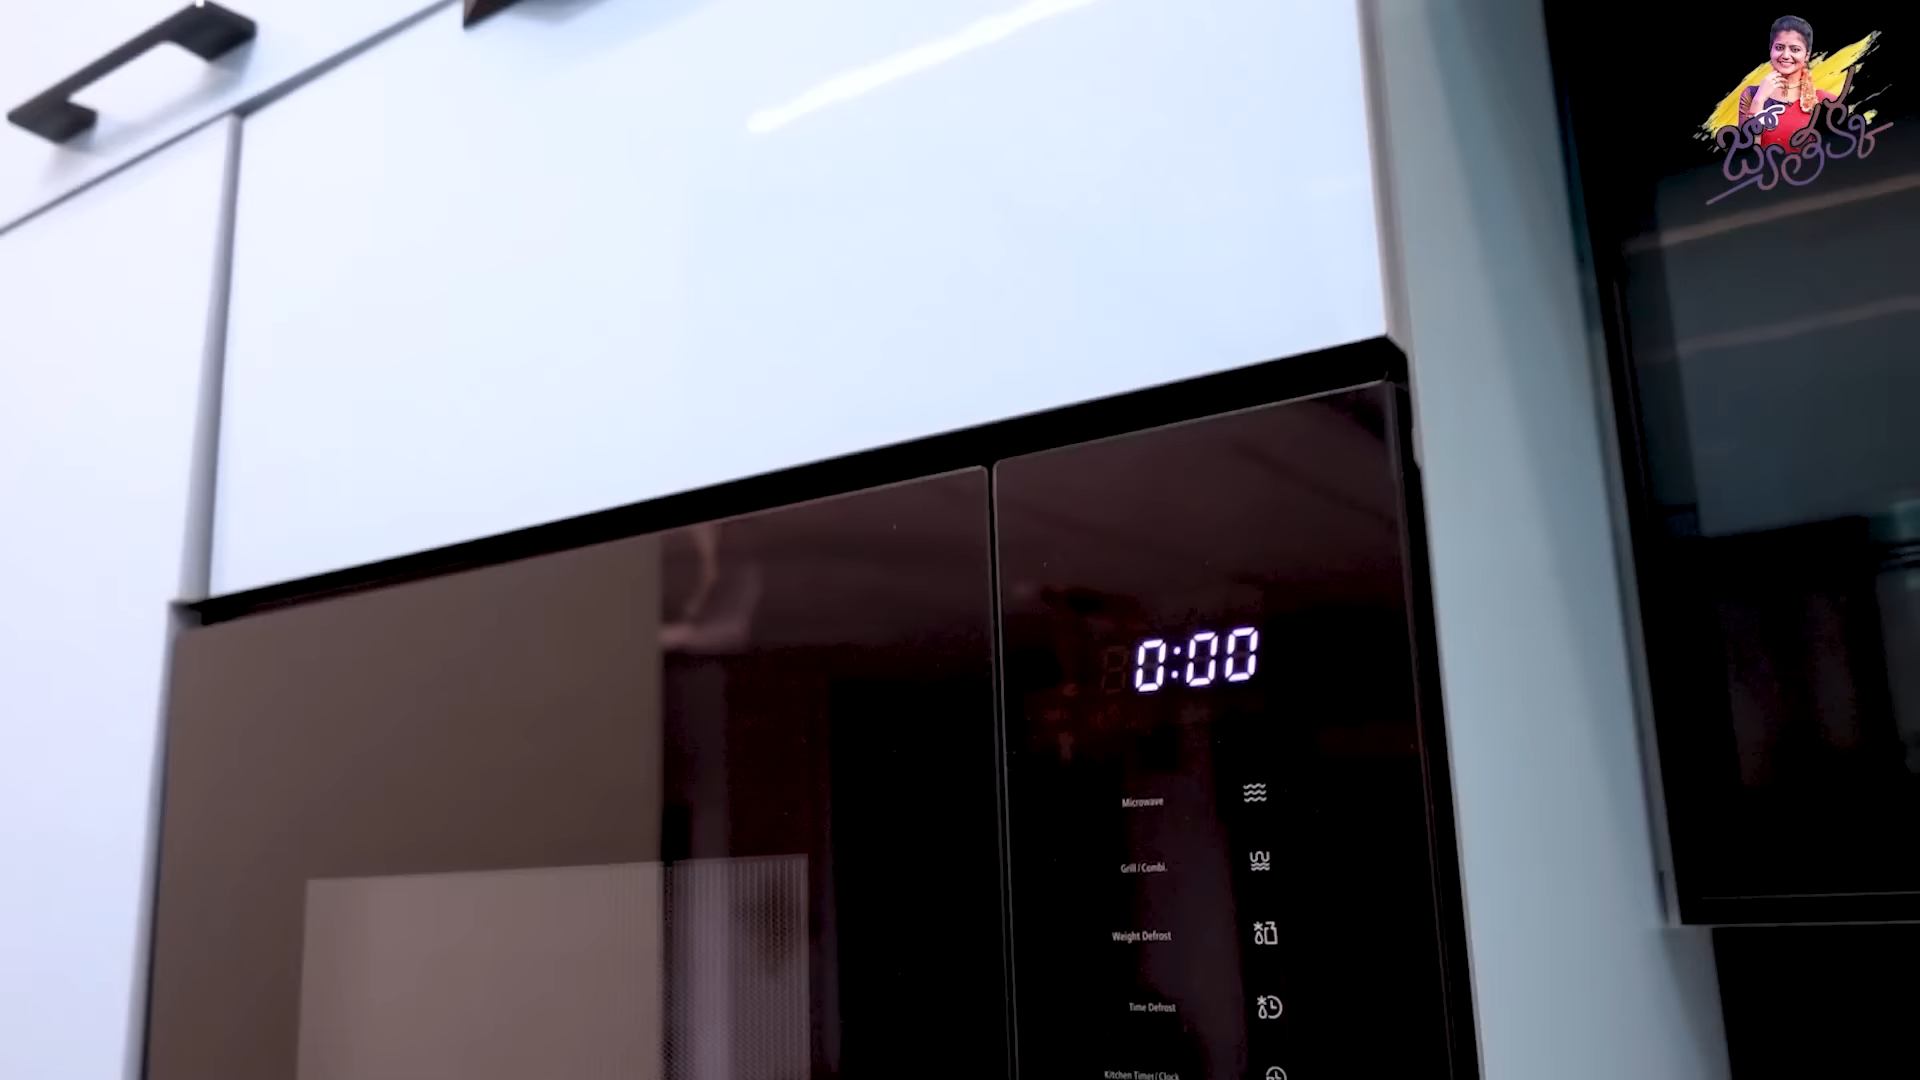 0:00
Microwave
Grill / Combi.
Weight Defrost
Time Defrost
Kitchen Timer / Clock